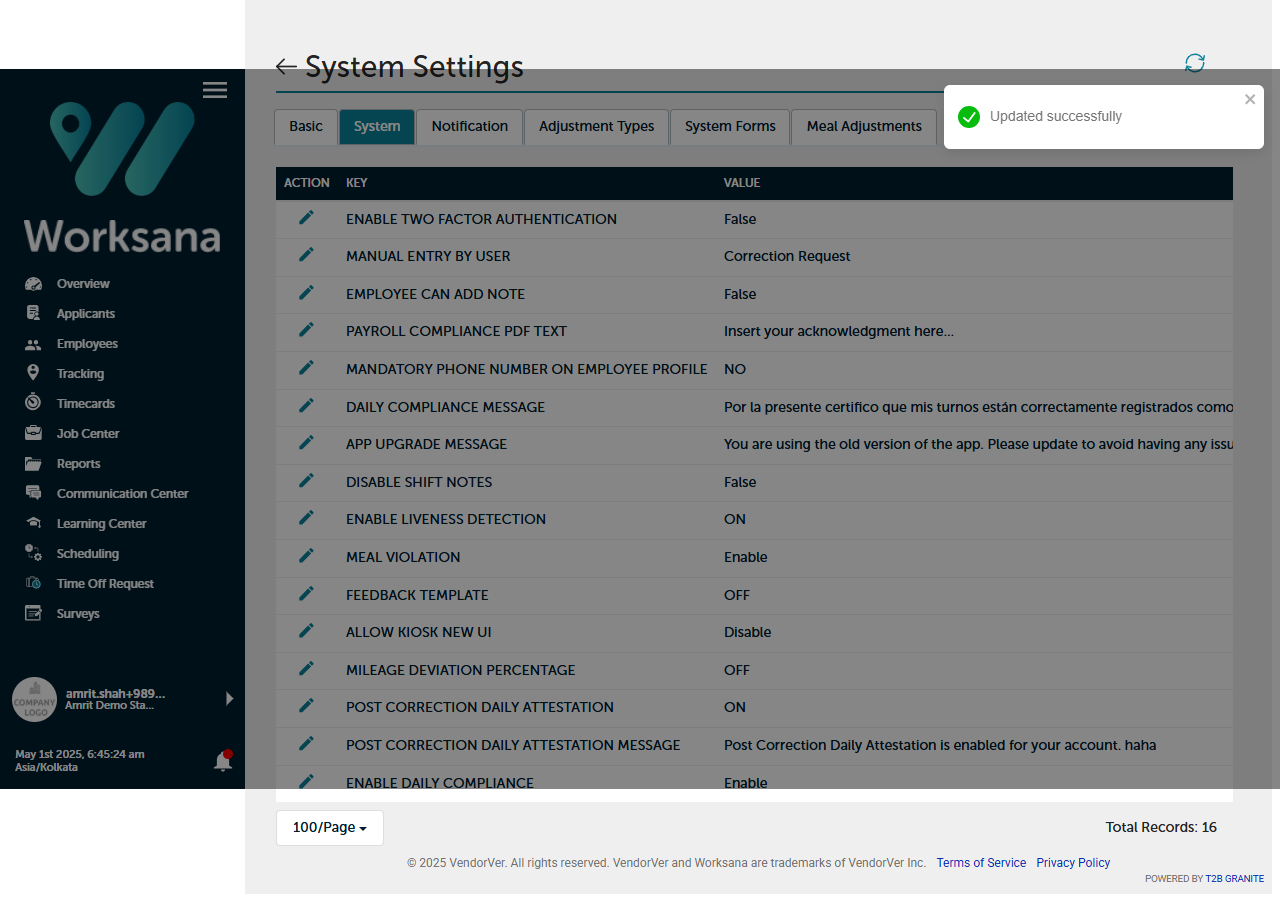 System Settings
Updated successfully
Basic
System
Notification
Adjustment Types
System Forms
Meal Adjustments
Worksana
Overview
Applicants
Employees
Tracking
Timecards
Job Center
Reports
Communication Center
Learning Center
Scheduling
Time Off Request
Surveys
COMPANY
LOGO
amrit.shah+989...
Amrit Demo Sta...
May 1st 2025, 6:45:24 am
Asia/Kolkata
ACTION KEY VALUE
ENABLE TWO FACTOR AUTHENTICATION False
MANUAL ENTRY BY USER Correction Request
EMPLOYEE CAN ADD NOTE False
PAYROLL COMPLIANCE PDF TEXT Insert your acknowledgment here...
MANDATORY PHONE NUMBER ON EMPLOYEE PROFILE NO
DAILY COMPLIANCE MESSAGE Por la presente certifico que mis turnos están correctamente registrados como
APP UPGRADE MESSAGE You are using the old version of the app. Please update to avoid having any issu
DISABLE SHIFT NOTES False
ENABLE LIVENESS DETECTION ON
MEAL VIOLATION Enable
FEEDBACK TEMPLATE OFF
ALLOW KIOSK NEW UI Disable
MILEAGE DEVIATION PERCENTAGE OFF
POST CORRECTION DAILY ATTESTATION ON
POST CORRECTION DAILY ATTESTATION MESSAGE Post Correction Daily Attestation is enabled for your account. haha
ENABLE DAILY COMPLIANCE Enable
100/Page
Total Records: 16
© 2025 VendorVer. All rights reserved. VendorVer and Worksana are trademarks of VendorVer Inc. Terms of Service Privacy Policy
POWERED BY T2B GRANITE